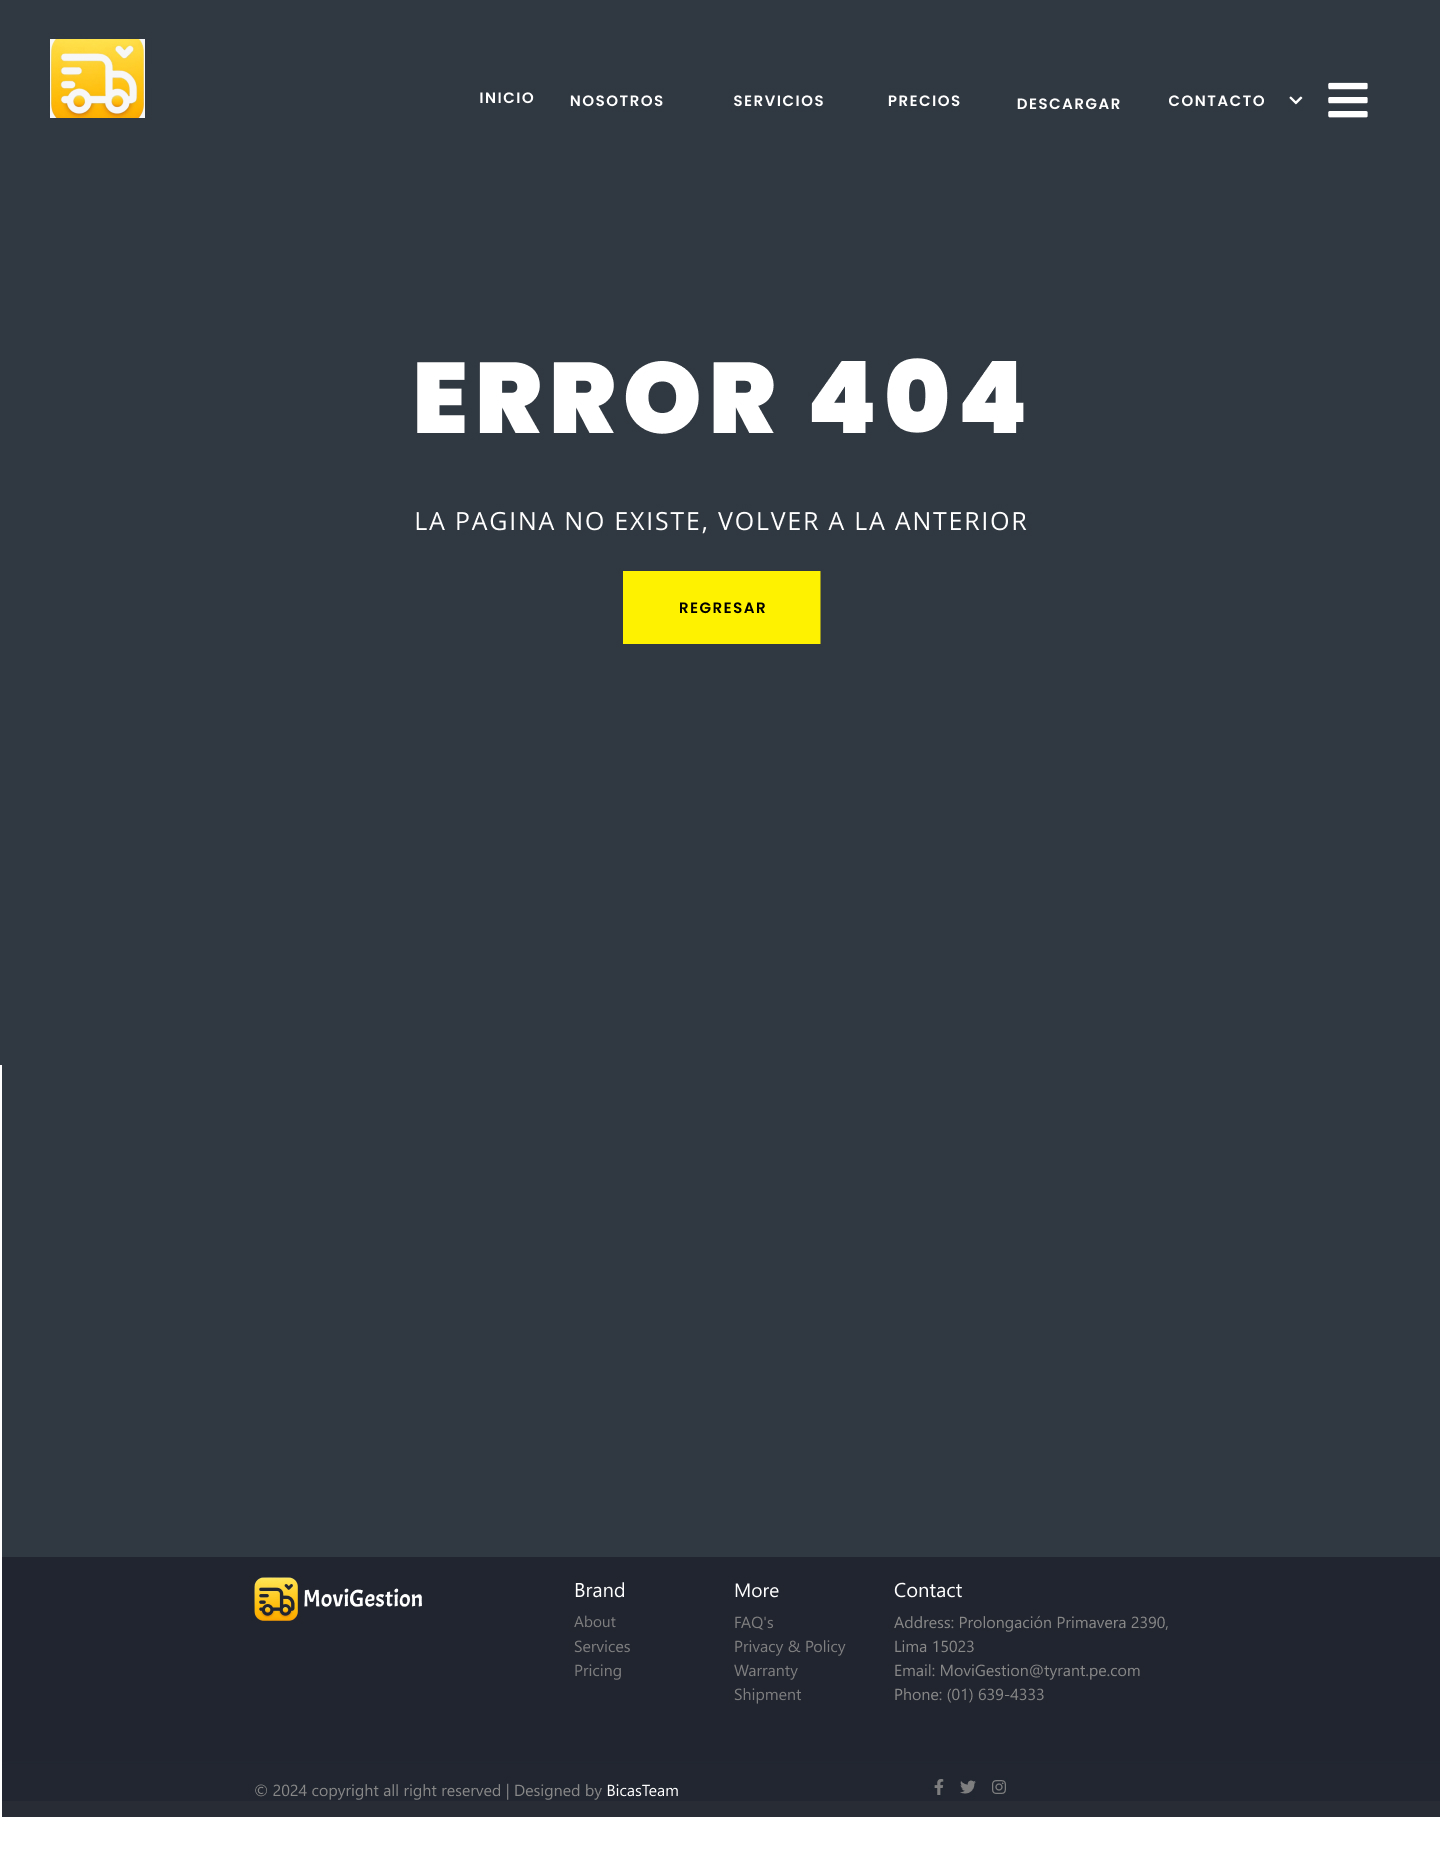 INICIO NOSOTROS SERVICIOS PRECIOS DESCARGAR CONTACTO
ERROR 404
LA PAGINA NO EXISTE, VOLVER A LA ANTERIOR
REGRESAR
MoviGestion
Brand
About
Services
Pricing
More
FAQ's
Privacy & Policy
Warranty
Shipment
Contact
Address: Prolongación Primavera 2390,
Lima 15023
Email: MoviGestion@tyrant.pe.com
Phone: (01) 639-4333
© 2024 copyright all right reserved | Designed by BicasTeam